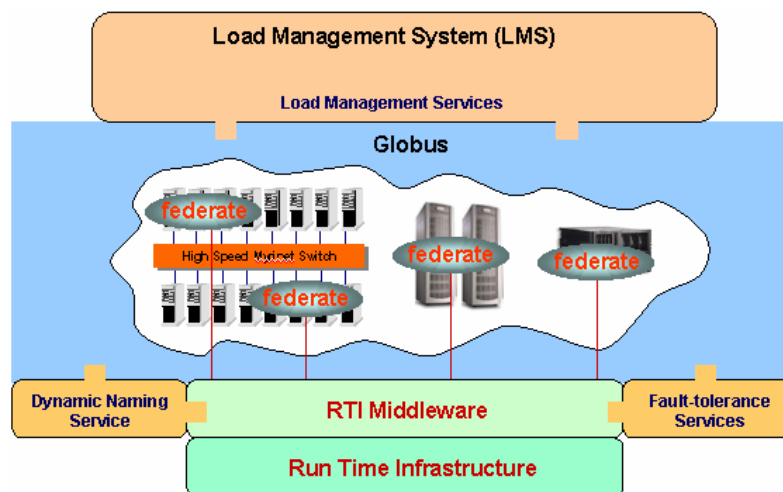 Load Management System (LMS)
Load Management Services
Globus
federate
High Speed Myrinet Switch
federate
federate
federate
Dynamic Naming
Service
RTI Middleware
Fault-tolerance
Services
Run Time Infrastructure